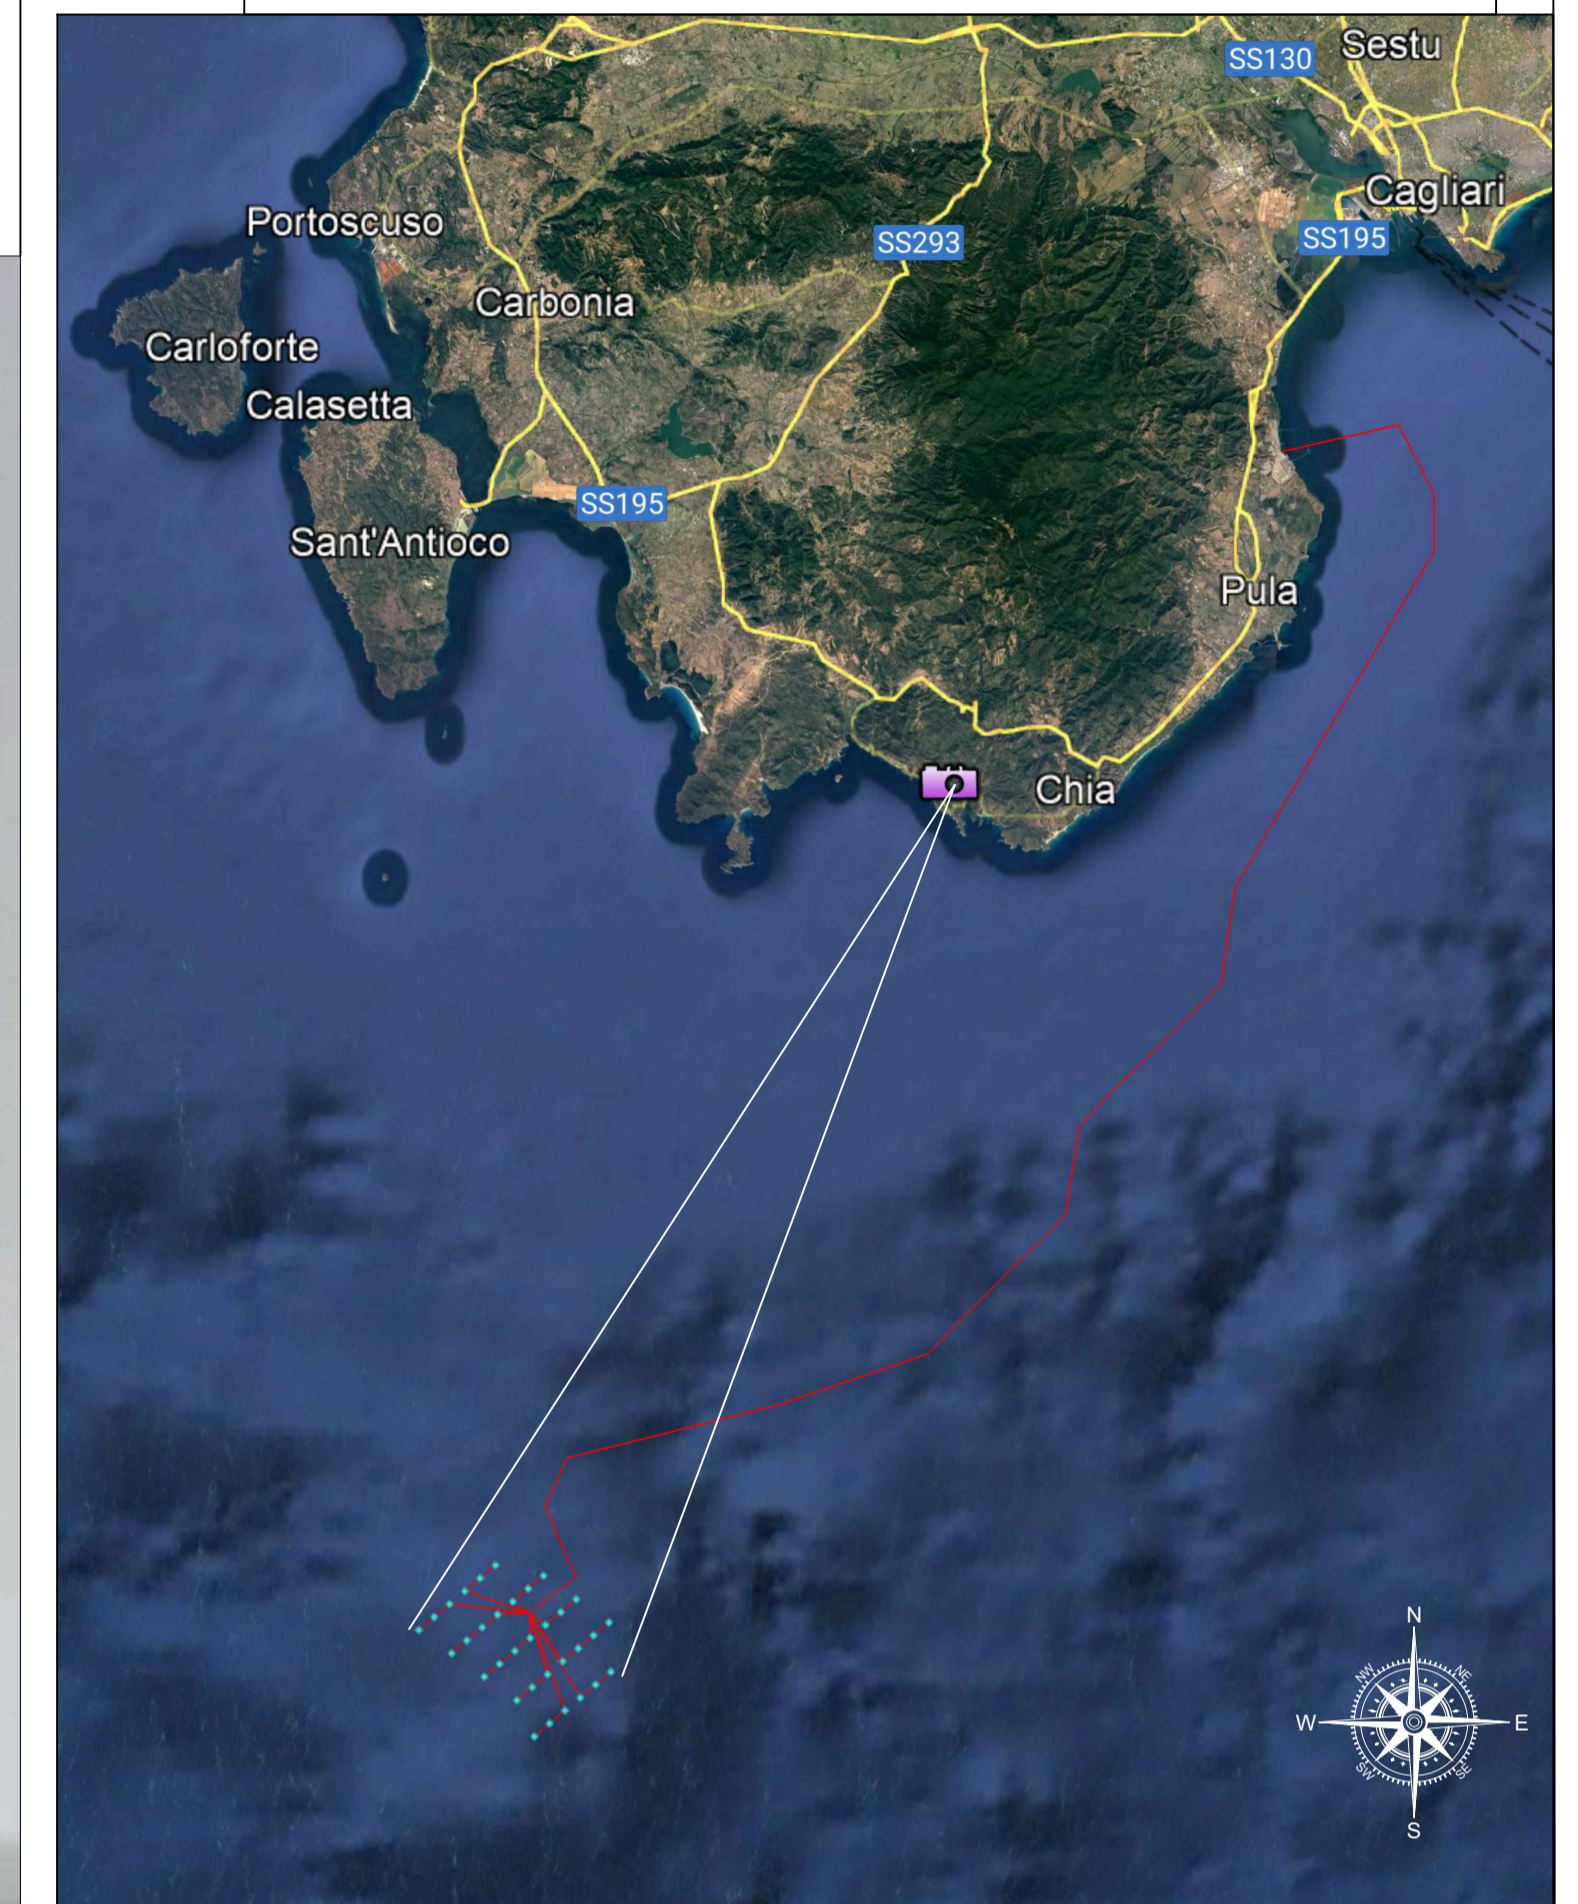 Sestu
SS130
Cagliari
Portoscuso
SS293
SS195
Carbonia
Carloforte
Calasetta
SS195
Sant'Antioco
Pula
Chia
N
NW
NE
W
E
SW
SE
S